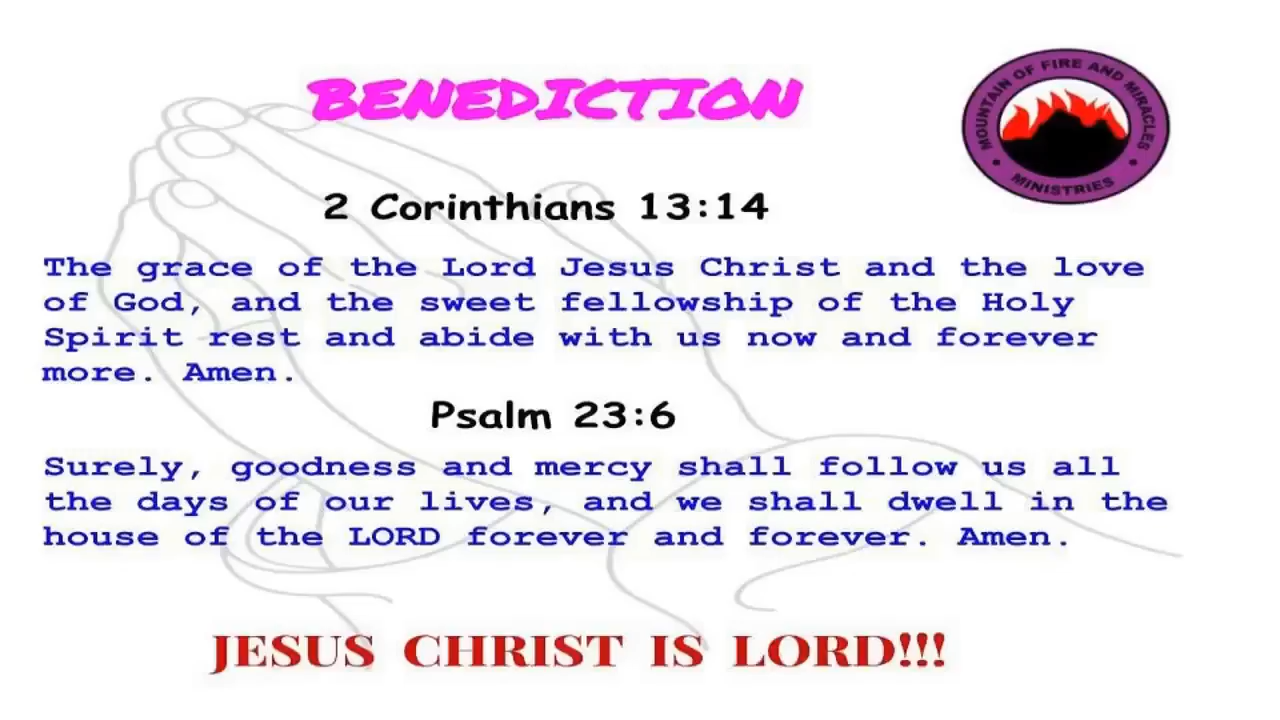 BENEDICTION
MOUNTAIN OF FIRE AND MIRACLES
MINISTRIES
2 Corinthians 13:14
The grace of the Lord Jesus Christ and the love
of God, and the sweet fellowship of the Holy
Spirit rest and abide with us now and forever
more. Amen.
Psalm 23:6
Surely, goodness and mercy shall follow us all
the days of our lives, and we shall dwell in the
house of the LORD forever and forever. Amen.
JESUS CHRIST IS LORD!!!